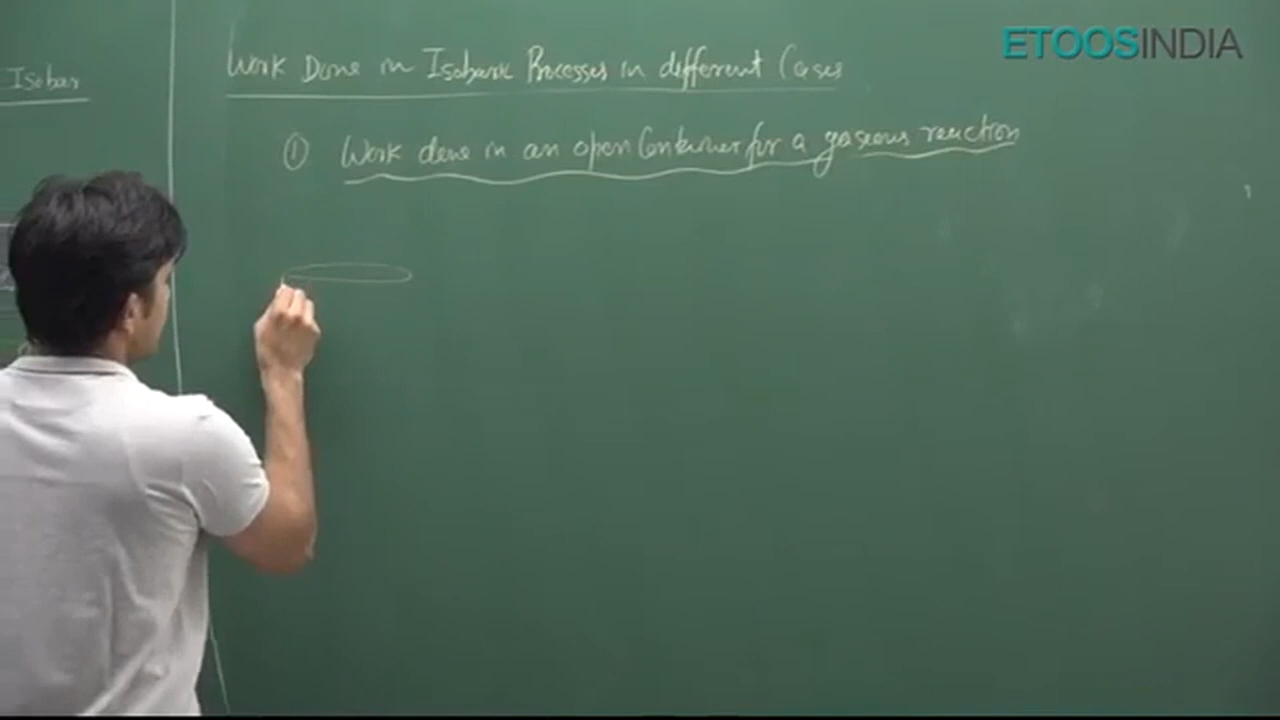 ETOOSINDIA
Isobar
Work Done in Isobaric Processes in different Cases
① Work done in an open Container for a gaseous reaction